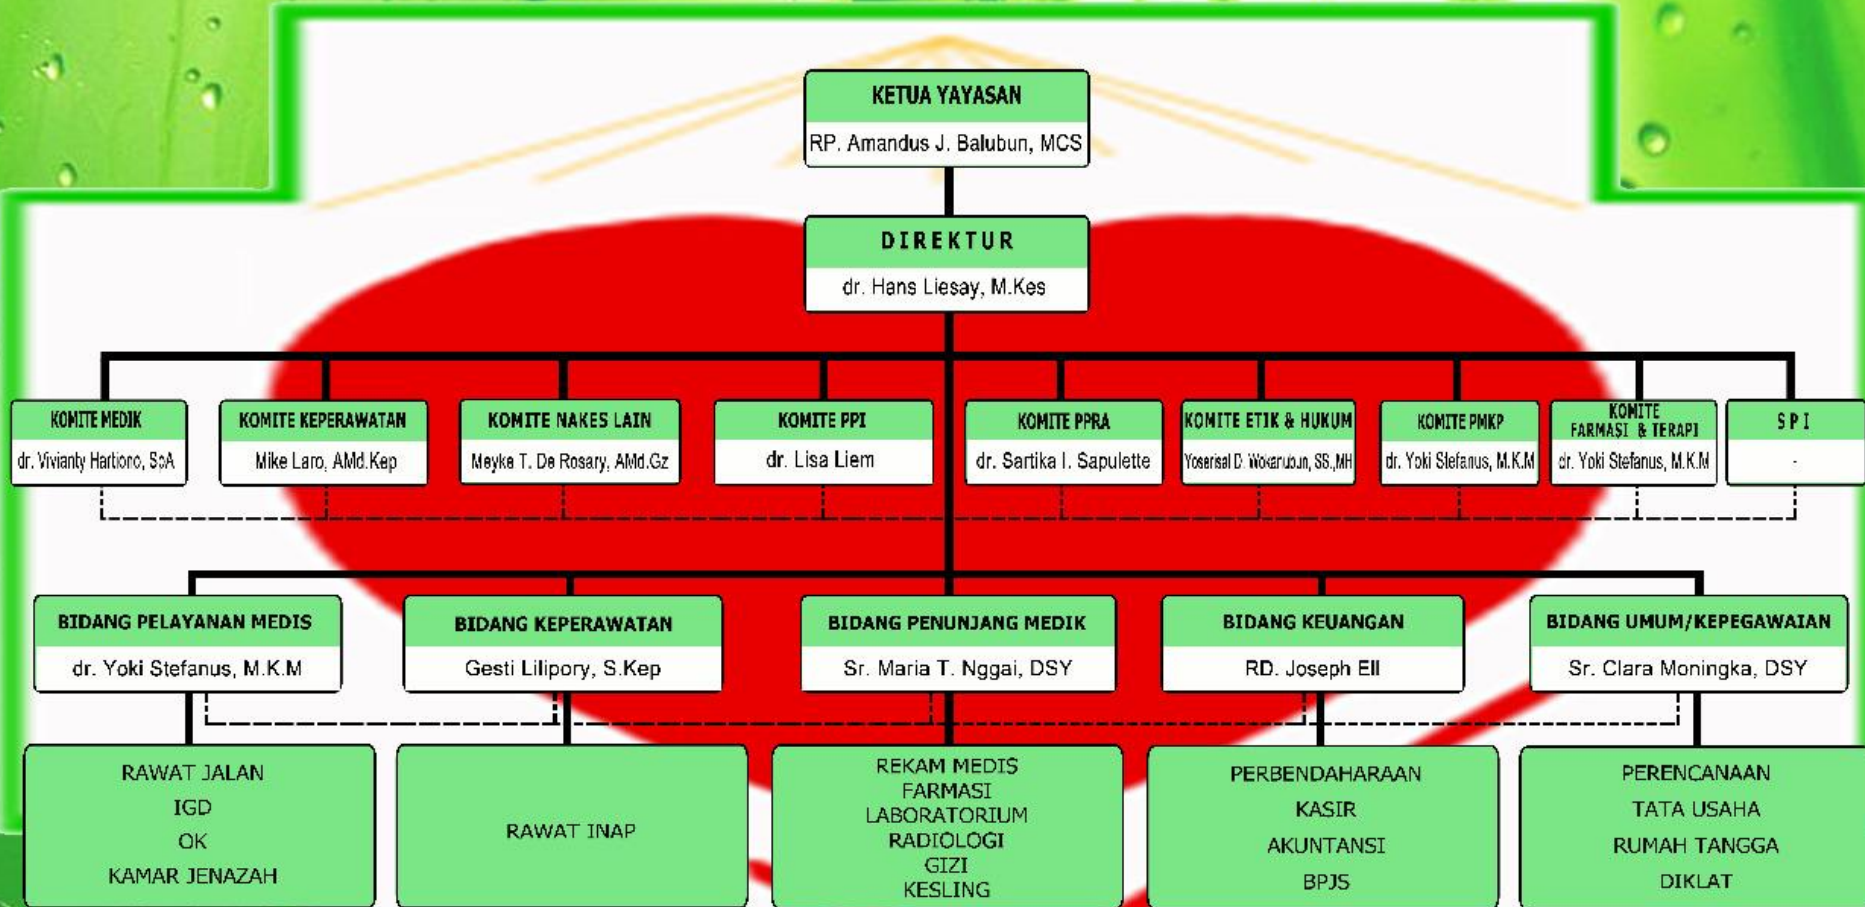 KETUA YAYASAN
RP. Amandus J. Balubun, MCS
DIREKTUR
dr. Hans Liesay, M.Kes
KOMITE MEDIK
dr. Vivianty Hartiono, SpA
KOMITE KEPERAWATAN
Mike Laro, AMd.Kep
KOMITE NAKES LAIN
Meyke T. De Rosary, AMd.Gz
KOMITE PPI
dr. Lisa Liem
KOMITE PPRA
dr. Sartika I. Sapulette
KOMITE ETIK & HUKUM
Yoserisal D. Wokanubun, SS.,MH
KOMITE PMKP
dr. Yoki Stefanus, M.K.M
KOMITE
FARMASI & TERAPI
dr. Yoki Stefanus, M.K.M
S P I
-
BIDANG PELAYANAN MEDIS
dr. Yoki Stefanus, M.K.M
BIDANG KEPERAWATAN
Gesti Lilipory, S.Kep
BIDANG PENUNJANG MEDIK
Sr. Maria T. Nggai, DSY
BIDANG KEUANGAN
RD. Joseph Ell
BIDANG UMUM/KEPEGAWAIAN
Sr. Clara Moningka, DSY
RAWAT JALAN
IGD
OK
KAMAR JENAZAH
RAWAT INAP
REKAM MEDIS
FARMASI
LABORATORIUM
RADIOLOGI
GIZI
KESLING
PERBENDAHARAAN
KASIR
AKUNTANSI
BPJS
PERENCANAAN
TATA USAHA
RUMAH TANGGA
DIKLAT